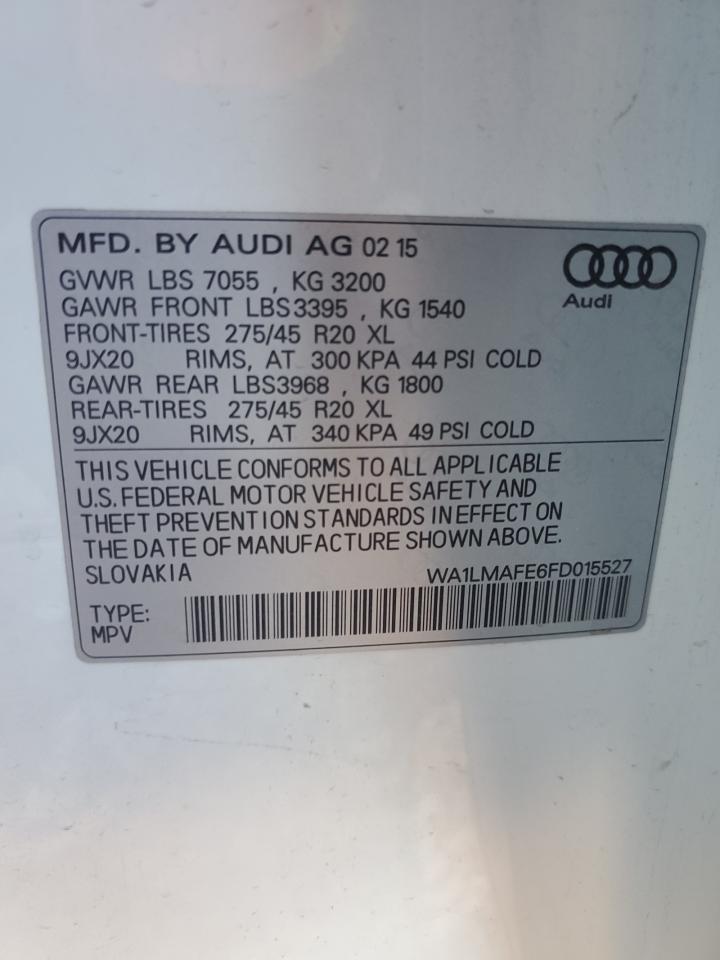 MFD. BY AUDI AG 02 15
GVWR LBS 7055 , KG 3200
GAWR FRONT LBS3395 , KG 1540
FRONT-TIRES 275/45 R20 XL
9JX20 RIMS, AT 300 KPA 44 PSI COLD
GAWR REAR LBS3968 , KG 1800
REAR-TIRES 275/45 R20 XL
9JX20 RIMS, AT 340 KPA 49 PSI COLD
Audi
THIS VEHICLE CONFORMS TO ALL APPLICABLE
U.S. FEDERAL MOTOR VEHICLE SAFETY AND
THEFT PREVENTION STANDARDS IN EFFECT ON
THE DATE OF MANUFACTURE SHOWN ABOVE.
SLOVAKIA WA1LMAFE6FD015527
TYPE:
MPV